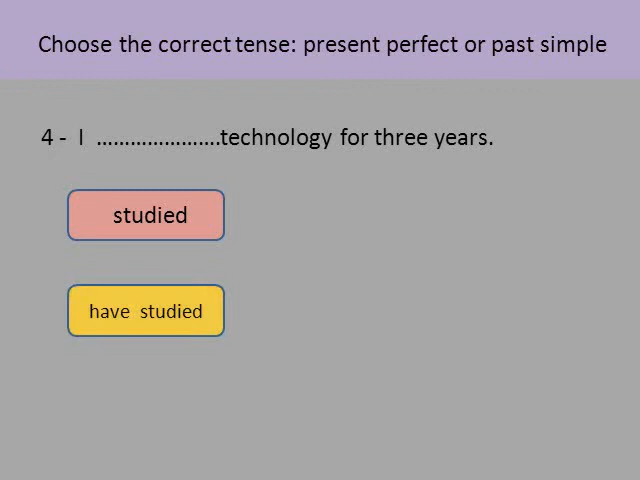 Choose the correct tense: present perfect or past simple
4 - I ......................technology for three years.
studied
have studied